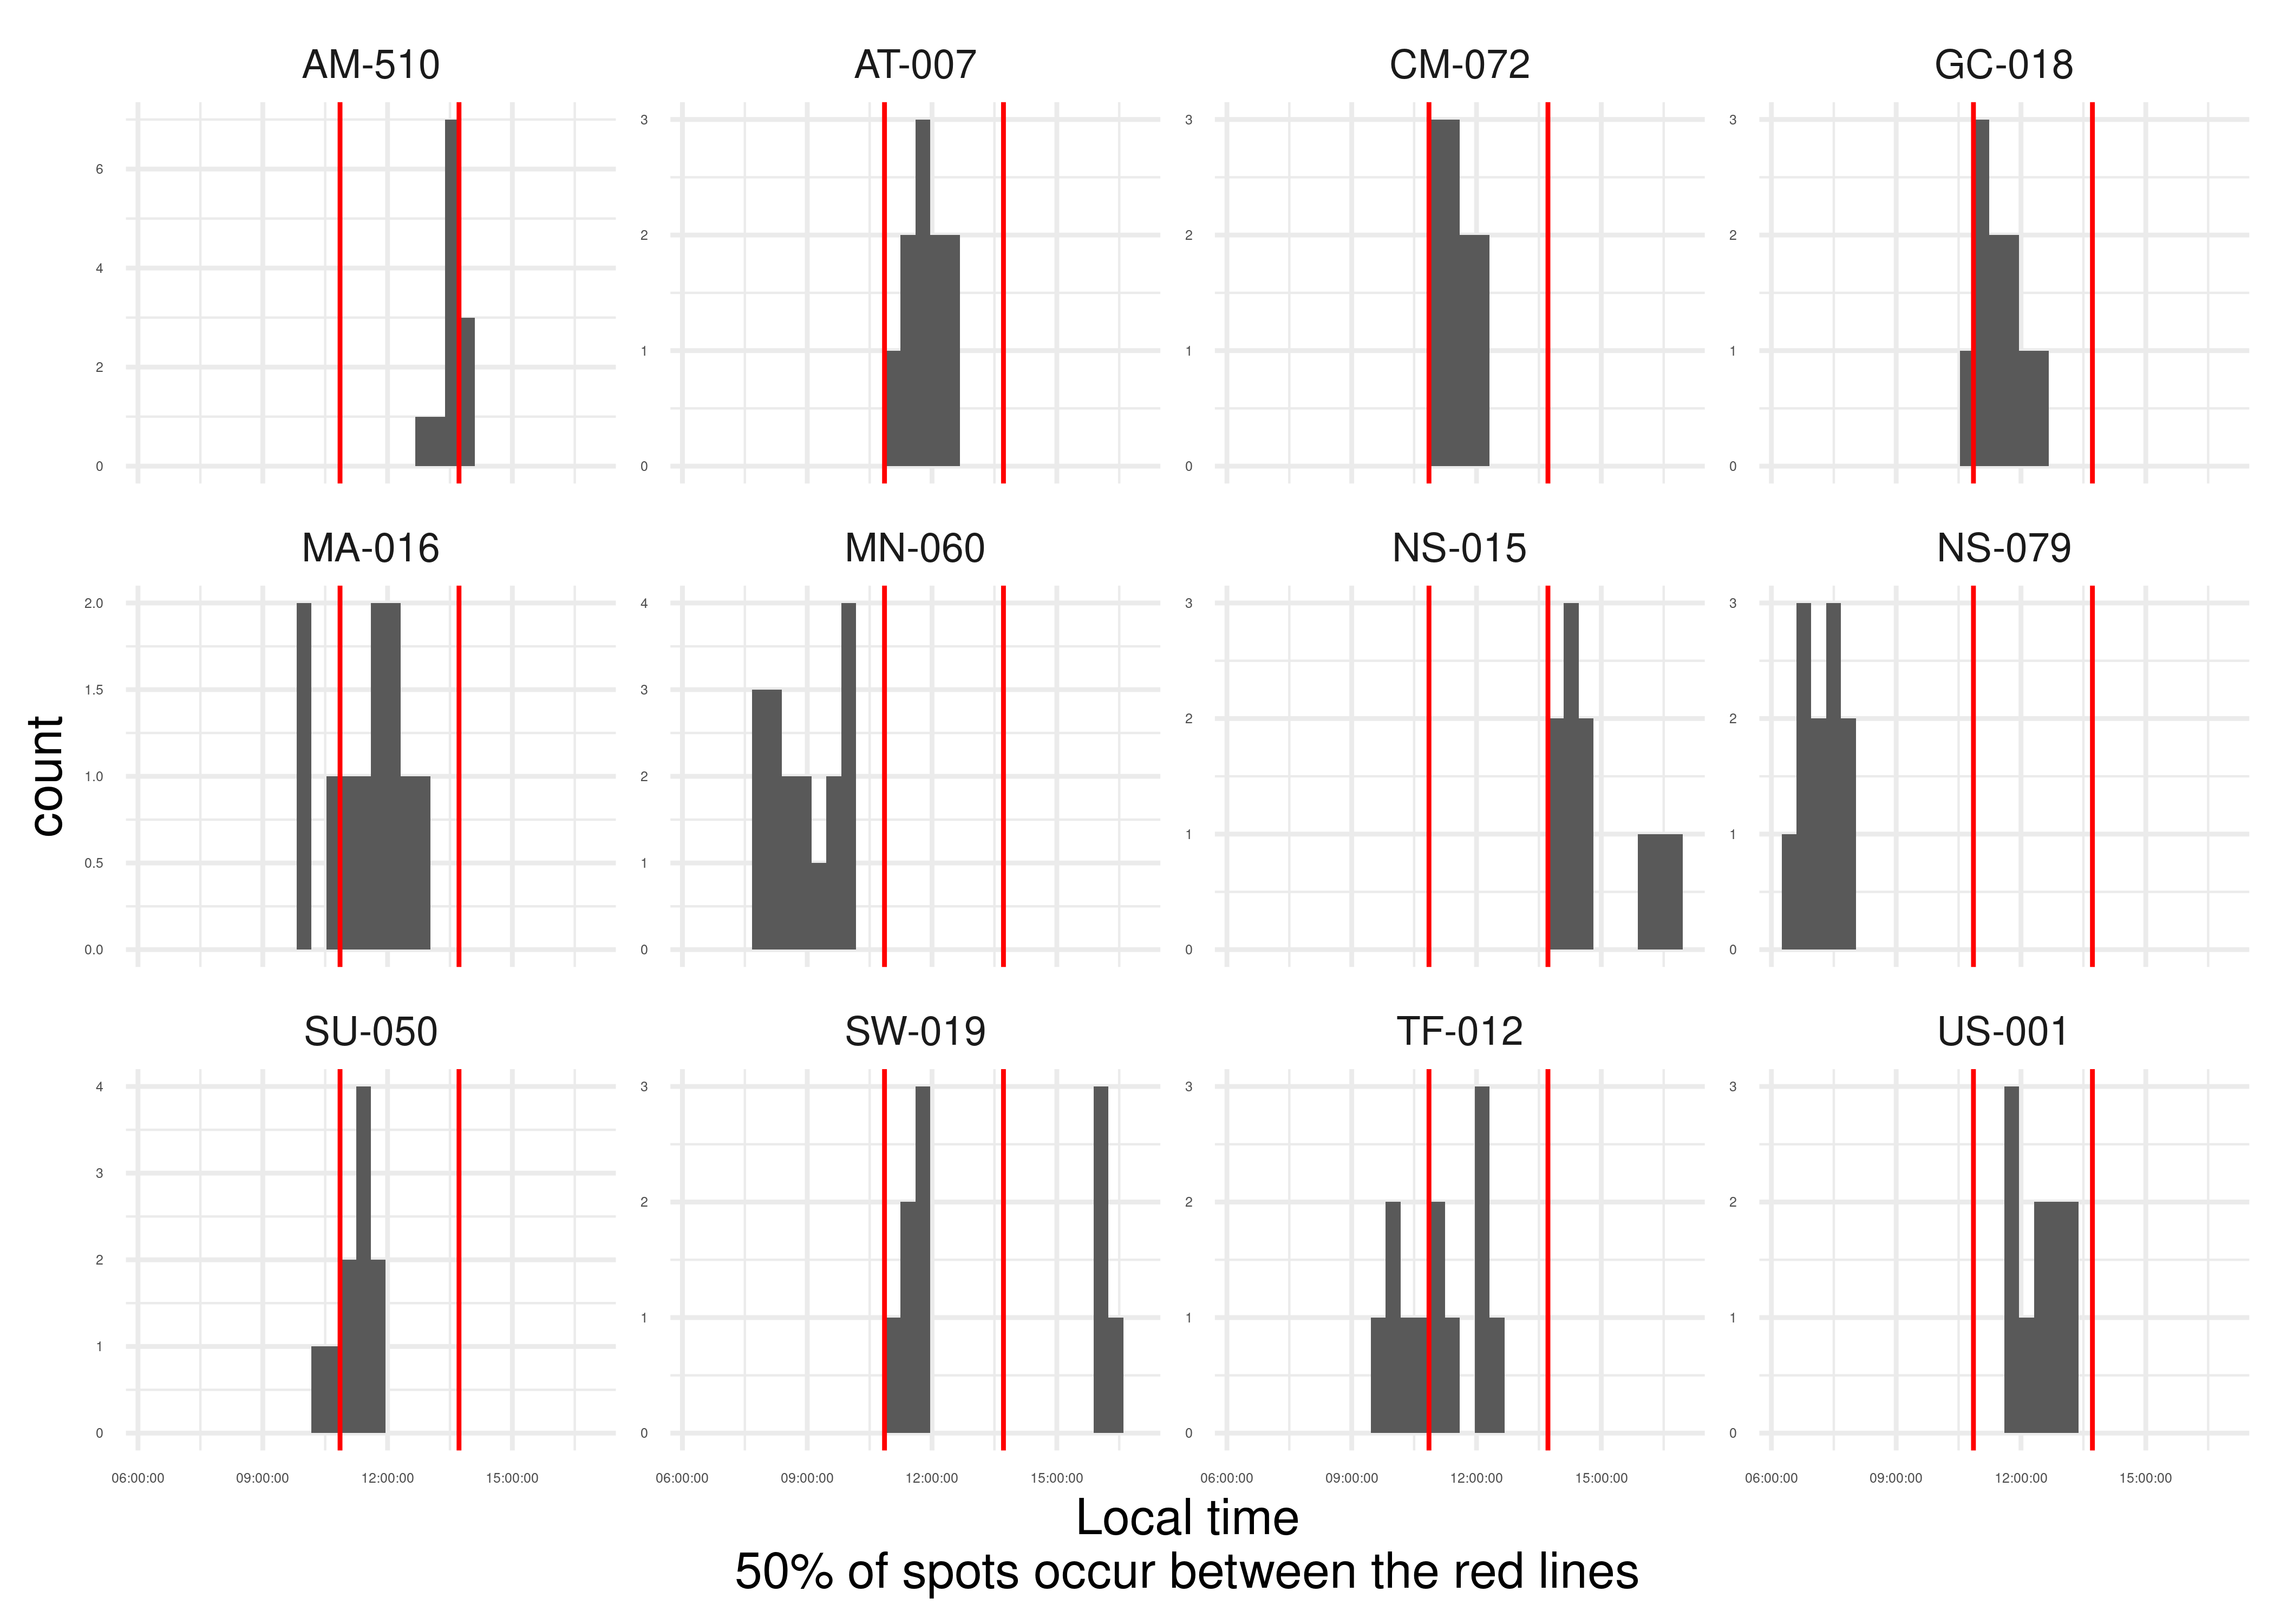 AM-510 AT-007 CM-072 GC-018
6 3 3 3
4 2 2 2
2 1 1 1
0 0 0 0
MA-016 MN-060 NS-015 NS-079
2.0 4 3 3
1.5 3 2 2
1.0 2 1 1
0.5 1 0 0
0.0 0
count
SU-050 SW-019 TF-012 US-001
4 3 3 3
3 2 2 2
2 1 1 1
1 0 0 0
0
06:00:00 09:00:00 12:00:00 15:00:00 06:00:00 09:00:00 12:00:00 15:00:00 06:00:00 09:00:00 12:00:00 15:00:00 06:00:00 09:00:00 12:00:00 15:00:00
Local time
50% of spots occur between the red lines